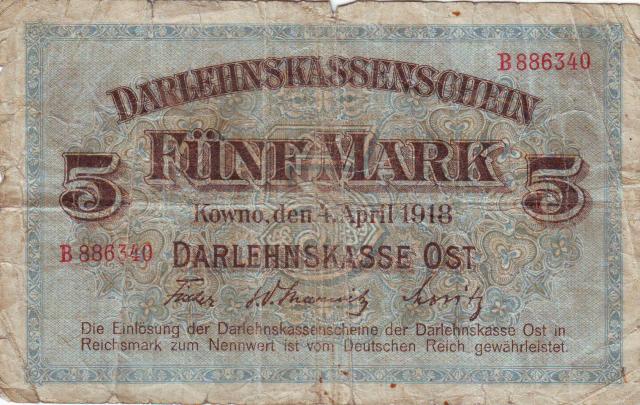 B 886340
DARLEHNSKASSENSCHEIN
FÜNF MARK
5 5
Kowno, den 4. April 1918
B 886340 DARLEHNSKASSE OST
Die Einlösung der Darlehnskassenscheine der Darlehnskasse Ost in
Reichsmark zum Nennwert ist vom Deutschen Reich gewährleistet.